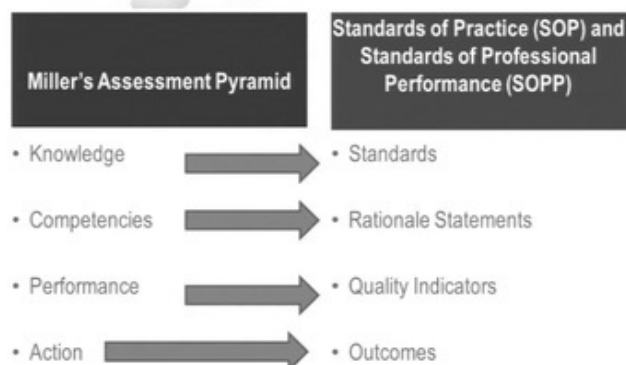 Miller's Assessment Pyramid
Standards of Practice (SOP) and
Standards of Professional
Performance (SOPP)
• Knowledge
• Standards
• Competencies
• Rationale Statements
• Performance
• Quality Indicators
• Action
• Outcomes